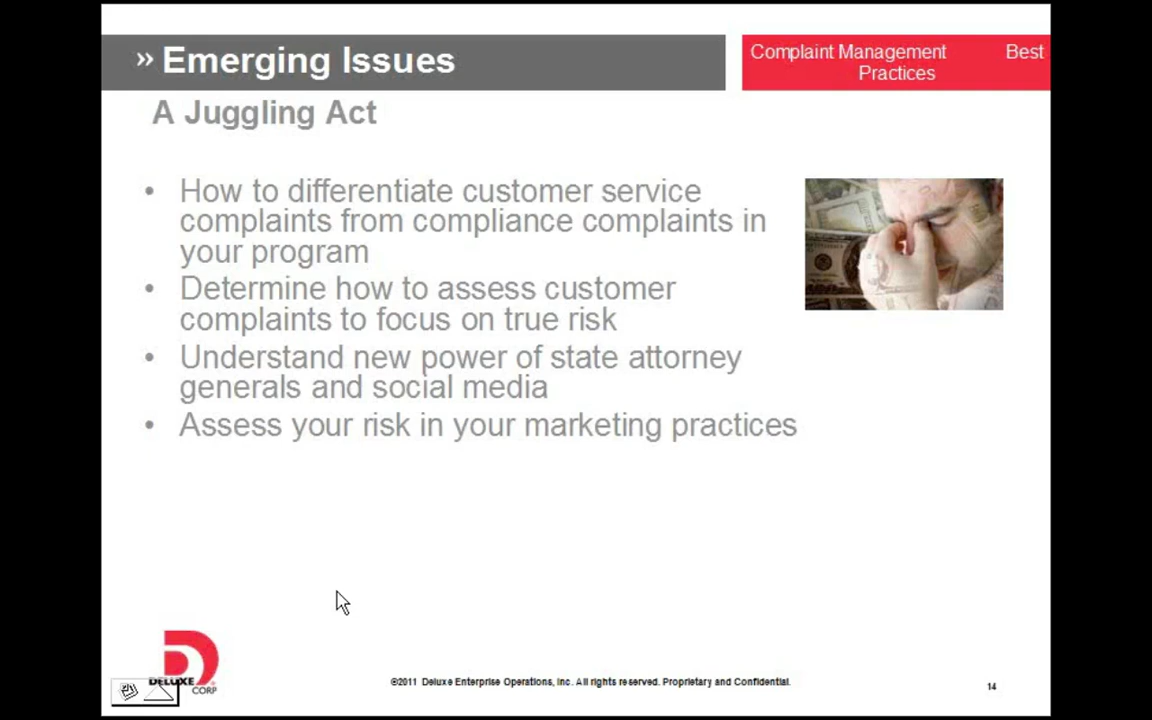 » Emerging Issues
Complaint Management Best
Practices
A Juggling Act
• How to differentiate customer service
complaints from compliance complaints in
your program
• Determine how to assess customer
complaints to focus on true risk
• Understand new power of state attorney
generals and social media
• Assess your risk in your marketing practices
DELUXE
CORP
©2011 Deluxe Enterprise Operations, Inc. All rights reserved. Proprietary and Confidential.
14